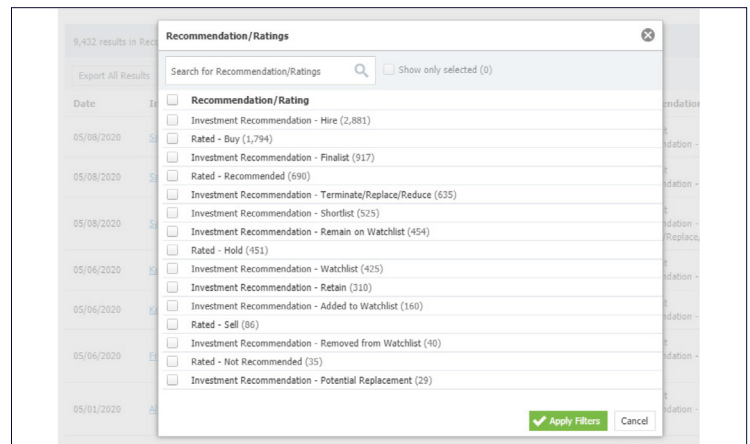 Recommendation/Ratings
9,432 results in Rec
Search for Recommendation/Ratings
Show only selected (0)
Export All Results
Date
Recommendation/Rating
Investment Recommendation - Hire (2,881)
05/08/2020
Rated - Buy (1,794)
Investment Recommendation - Finalist (917)
05/08/2020
Rated - Recommended (690)
Investment Recommendation - Terminate/Replace/Reduce (635)
Investment Recommendation - Shortlist (525)
05/08/2020
Investment Recommendation - Remain on Watchlist (454)
/Replace/
Rated - Hold (451)
05/06/2020
Investment Recommendation - Watchlist (425)
Investment Recommendation - Retain (310)
05/06/2020
Investment Recommendation - Added to Watchlist (160)
Rated - Sell (86)
Investment Recommendation - Removed from Watchlist (40)
05/06/2020
Rated - Not Recommended (35)
Investment Recommendation - Potential Replacement (29)
05/01/2020
Apply Filters
Cancel